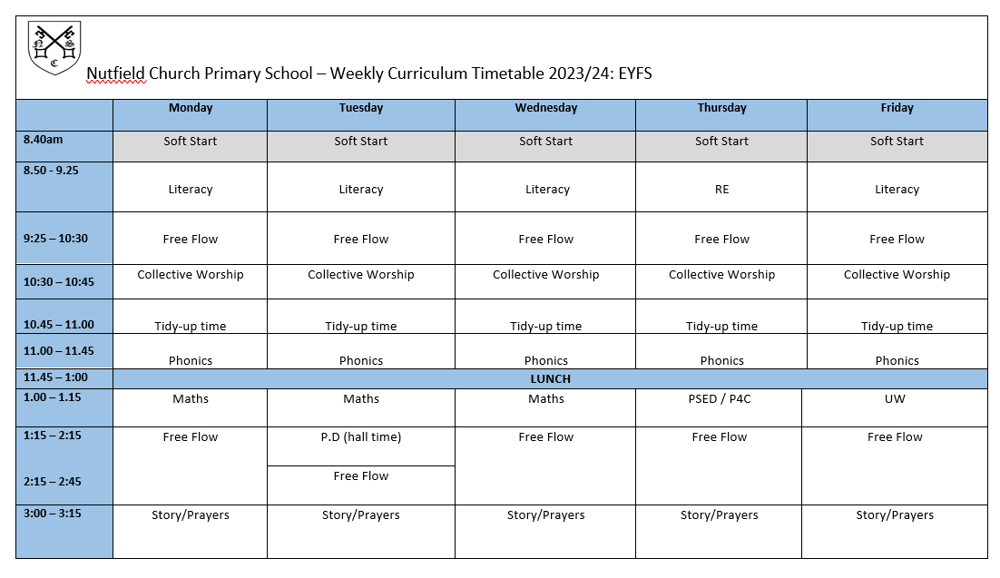 N S
C
Nutfield Church Primary School – Weekly Curriculum Timetable 2023/24: EYFS
Monday Tuesday Wednesday Thursday Friday
8.40am Soft Start Soft Start Soft Start Soft Start Soft Start
8.50 - 9.25 Literacy Literacy Literacy RE Literacy
9:25 – 10:30 Free Flow Free Flow Free Flow Free Flow Free Flow
10:30 – 10:45 Collective Worship Collective Worship Collective Worship Collective Worship Collective Worship
10.45 – 11.00 Tidy-up time Tidy-up time Tidy-up time Tidy-up time Tidy-up time
11.00 – 11.45 Phonics Phonics Phonics Phonics Phonics
11.45 – 1:00 LUNCH
1.00 – 1.15 Maths Maths Maths PSED / P4C UW
1:15 – 2:15 Free Flow P.D (hall time) Free Flow Free Flow Free Flow
2:15 – 2:45 Free Flow
3:00 – 3:15 Story/Prayers Story/Prayers Story/Prayers Story/Prayers Story/Prayers